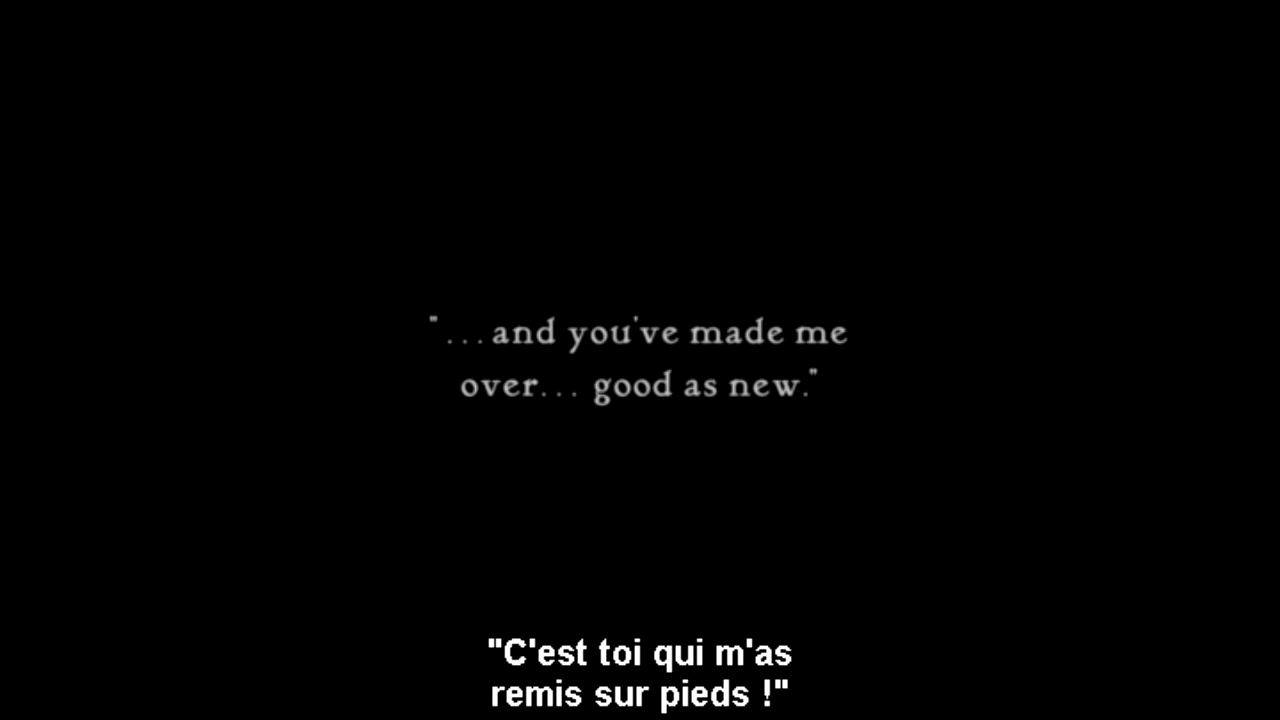 "...and you've made me
over... good as new."
"C'est toi qui m'as
remis sur pieds !"